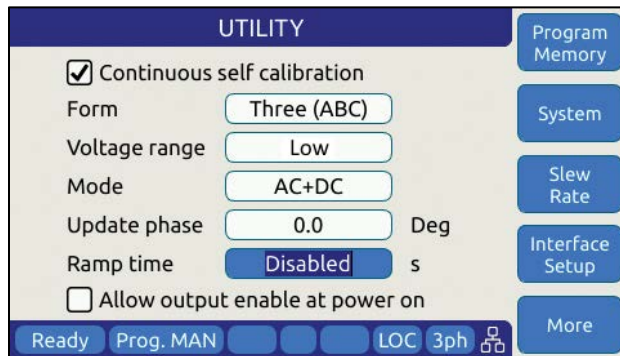 UTILITY
Continuous self calibration
Form Three (ABC)
Voltage range Low
Mode AC+DC
Update phase 0.0 Deg
Ramp time Disabled s
Allow output enable at power on
Ready Prog. MAN LOC 3ph
Program
Memory
System
Slew
Rate
Interface
Setup
More